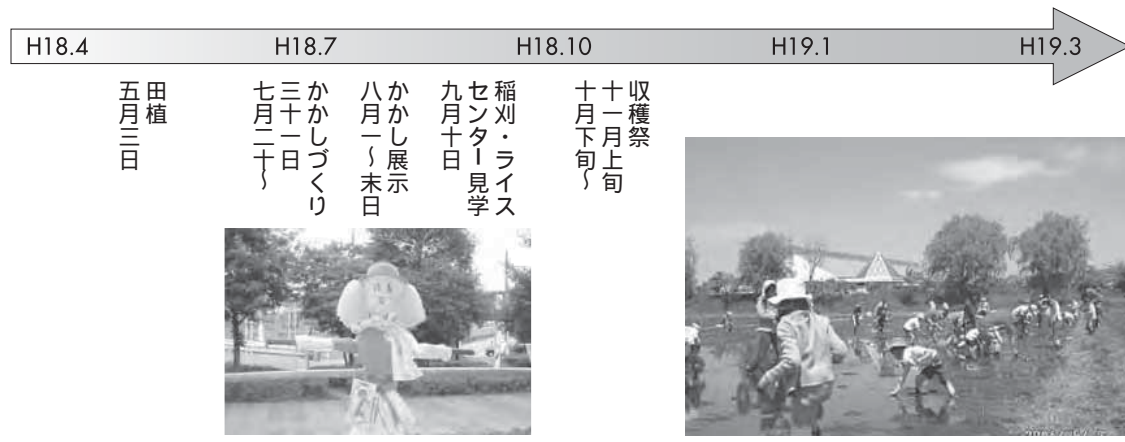 H18.4
H18.7
H18.10
H19.1
H19.3
田植
五月三日
かかしづくり
三十一日
七月二十〜
かかし展示
八月一〜末日
稲刈・ライス
センター見学
九月十日
収穫祭
十一月上旬
十月下旬〜